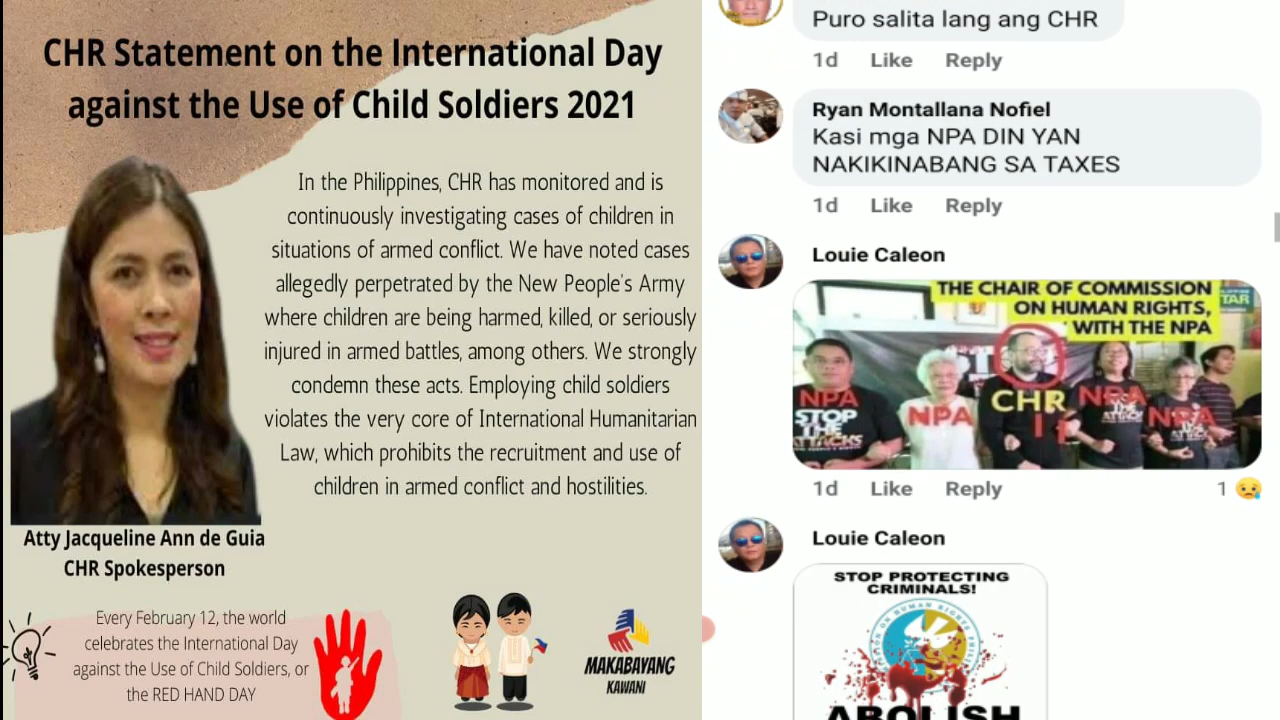 CHR Statement on the International Day
against the Use of Child Soldiers 2021
In the Philippines, CHR has monitored and is
continuously investigating cases of children in
situations of armed conflict. We have noted cases
allegedly perpetrated by the New People's Army
where children are being harmed, killed, or seriously
injured in armed battles, among others. We strongly
condemn these acts. Employing child soldiers
violates the very core of International Humanitarian
Law, which prohibits the recruitment and use of
children in armed conflict and hostilities.
Atty Jacqueline Ann de Guia
CHR Spokesperson
Every February 12, the world
celebrates the International Day
against the Use of Child Soldiers, or
the RED HAND DAY
MAKABAYANG
KAWANI
Puro salita lang ang CHR
1d Like Reply
Ryan Montallana Nofiel
Kasi mga NPA DIN YAN
NAKIKINABANG SA TAXES
1d Like Reply
Louie Caleon
THE CHAIR OF COMMISSION
ON HUMAN RIGHTS,
WITH THE NPA
TAR
NPA
STOP
THE
ATTACKS
NPA
CHR
NPA
NPA
1d Like Reply 1
Louie Caleon
STOP PROTECTING
CRIMINALS!
ABOLISH